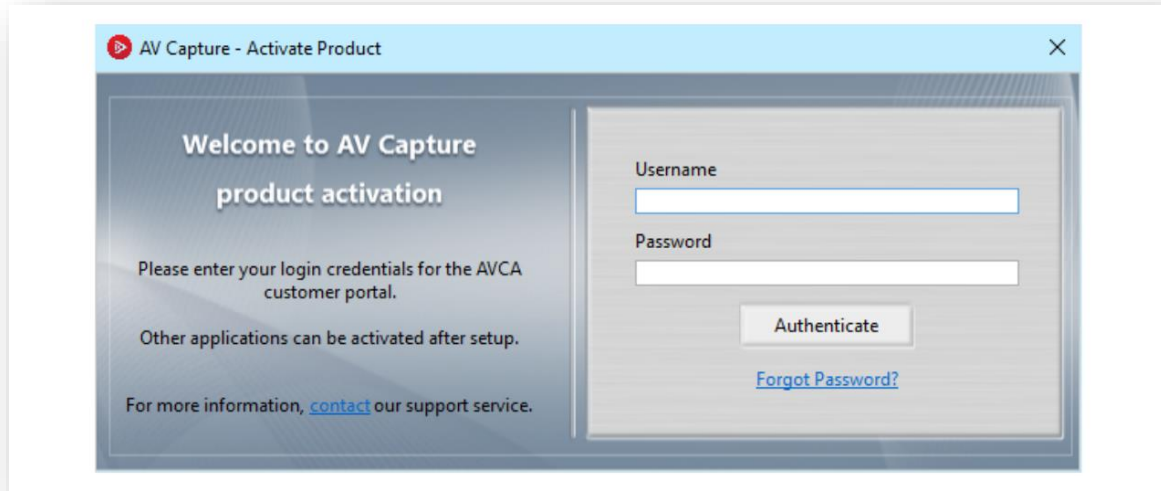 AV Capture - Activate Product
Welcome to AV Capture
product activation
Please enter your login credentials for the AVCA
customer portal.
Other applications can be activated after setup.
For more information, contact our support service.
Username
Password
Authenticate
Forgot Password?